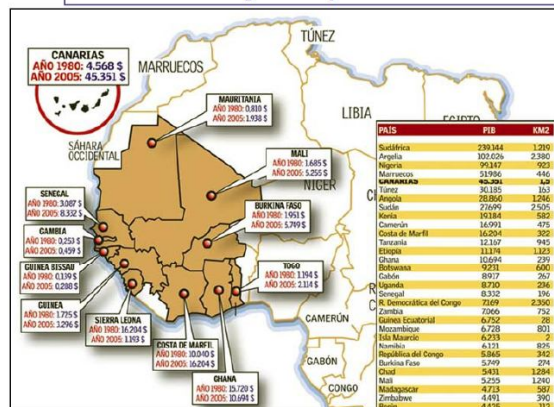 CANARIAS
AÑO 1980: 4.568 $
AÑO 2005: 45.351 $
MARRUECOS
TÚNEZ
LIBIA
SÁHARA
OCCIDENTAL
MAURITANIA
AÑO 1980: 0,810 $
AÑO 2005: 1.938 $
MALI
AÑO 1980: 1.685 $
AÑO 2005: 5.255 $
NÍGER
SENEGAL
AÑO 1980: 3.087 $
AÑO 2005: 8.332 $
GAMBIA
AÑO 1980: 0,253 $
AÑO 2005: 0,459 $
GUINEA BISSAU
AÑO 1980: 0,139 $
AÑO 2005: 0,288 $
GUINEA
AÑO 1980: 1.725 $
AÑO 2005: 3.296 $
SIERRA LEONA
AÑO 1980: 16.204 $
AÑO 2005: 1.193 $
COSTA DE MARFIL
AÑO 1980: 10.040 $
AÑO 2005: 16.204 $
GHANA
AÑO 1980: 15.720 $
AÑO 2005: 10.694 $
BURKINA FASO
AÑO 1980: 1.951 $
AÑO 2005: 5.749 $
TOGO
AÑO 1980: 1.194 $
AÑO 2005: 2.114 $
CAMERÚN
GABÓN
CONGO
PAÍS PIB KM2
Sudáfrica 239.144 1.219
Argelia 102.026 2.380
Nigeria 99.147 923
Marruecos 51.986 446
CANARIAS 45.351 7,5
Túnez 30.185 163
Angola 28.860 1.246
Sudán 27.699 2.505
Kenia 19.184 582
Camerún 16.991 475
Costa de Marfil 16.204 322
Tanzania 12.167 945
Etiopia 11.174 1.123
Ghana 10.694 239
Botswana 9.231 600
Gabón 8.917 267
Uganda 8.710 236
Senegal 8.332 196
R. Democrática del Congo 7.169 2.350
Zambia 7.066 752
Guinea Ecuatorial 6.752 28
Mozambique 6.728 801
Isla Mauricio 6.233 2
Namibia 6.121 825
República del Congo 5.865 342
Burkina Fase 5.749 274
Chad 5.431 1.284
Mali 5.255 1.240
Madagascar 4.713 587
Zimbabwe 4.491 390